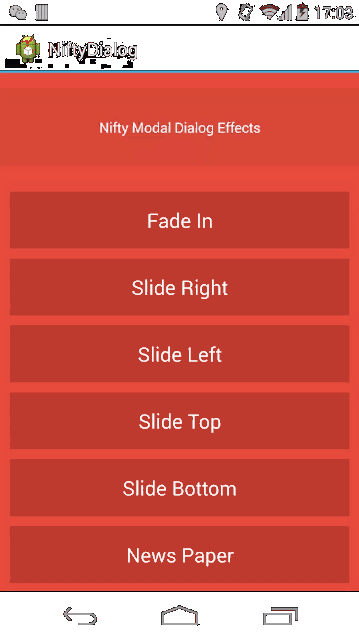 17:03
NiftyDialog
Nifty Modal Dialog Effects
Fade In
Slide Right
Slide Left
Slide Top
Slide Bottom
News Paper